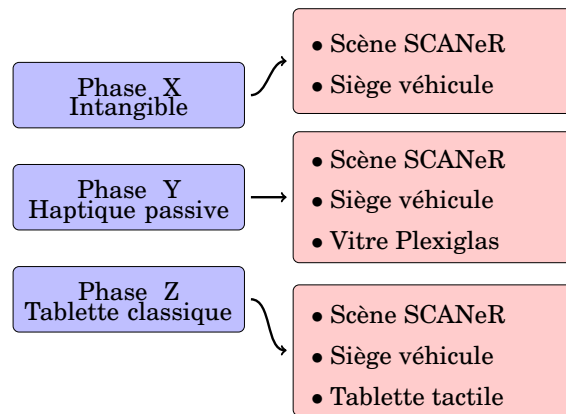 Phase X
Intangible
• Scène SCANeR
• Siège véhicule
Phase Y
Haptique passive
• Scène SCANeR
• Siège véhicule
• Vitre Plexiglas
Phase Z
Tablette classique
• Scène SCANeR
• Siège véhicule
• Tablette tactile